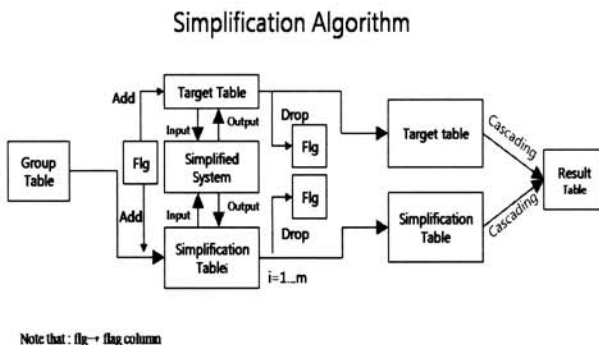 Simplification Algorithm
Target Table
Add
Drop
Input
Output
Flg
Target table
Cascading
Group
Table
Flg
Simplified
System
Result
Table
Flg
Add
Input
Output
Drop
Simplification
Tablei
i=1...m
Simplification
Table
Cascading
Note that : flg→ flag column